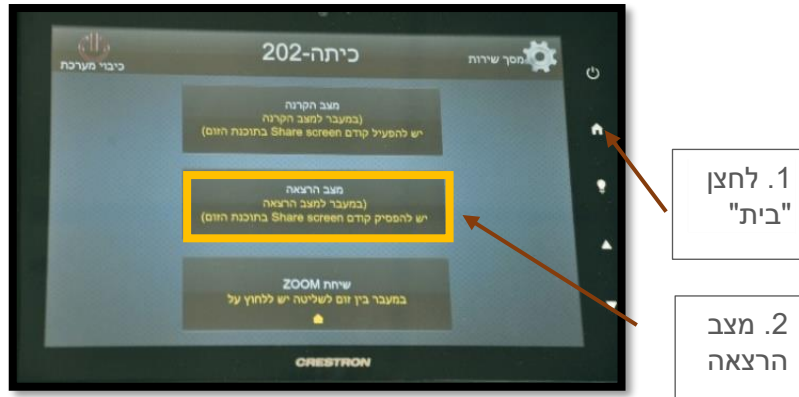 כיתה-202
מסך שירות
כיבוי מערכת
מצב הקרנה
(במעבר למצב הקרנה
יש להפעיל קודם Share screen בתוכנת הזום)
מצב הרצאה
(במעבר למצב הרצאה
יש להפסיק קודם Share screen בתוכנת הזום)
שיחת ZOOM
במעבר בין זום לשליטה יש ללחוץ על
CRESTRON
1. לחצן
"בית"
2. מצב
הרצאה